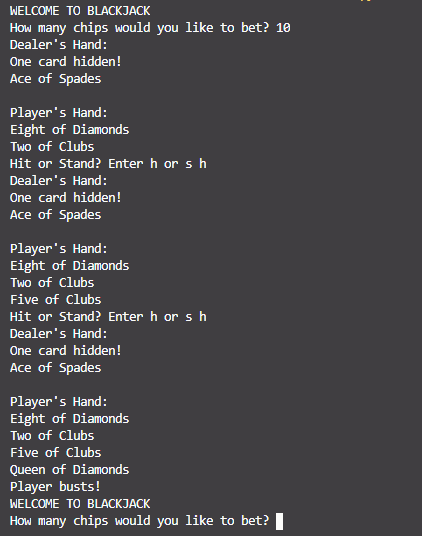 WELCOME TO BLACKJACK
How many chips would you like to bet? 10
Dealer's Hand:
One card hidden!
Ace of Spades

Player's Hand:
Eight of Diamonds
Two of Clubs
Hit or Stand? Enter h or s h
Dealer's Hand:
One card hidden!
Ace of Spades

Player's Hand:
Eight of Diamonds
Two of Clubs
Five of Clubs
Hit or Stand? Enter h or s h
Dealer's Hand:
One card hidden!
Ace of Spades

Player's Hand:
Eight of Diamonds
Two of Clubs
Five of Clubs
Queen of Diamonds
Player busts!
WELCOME TO BLACKJACK
How many chips would you like to bet?